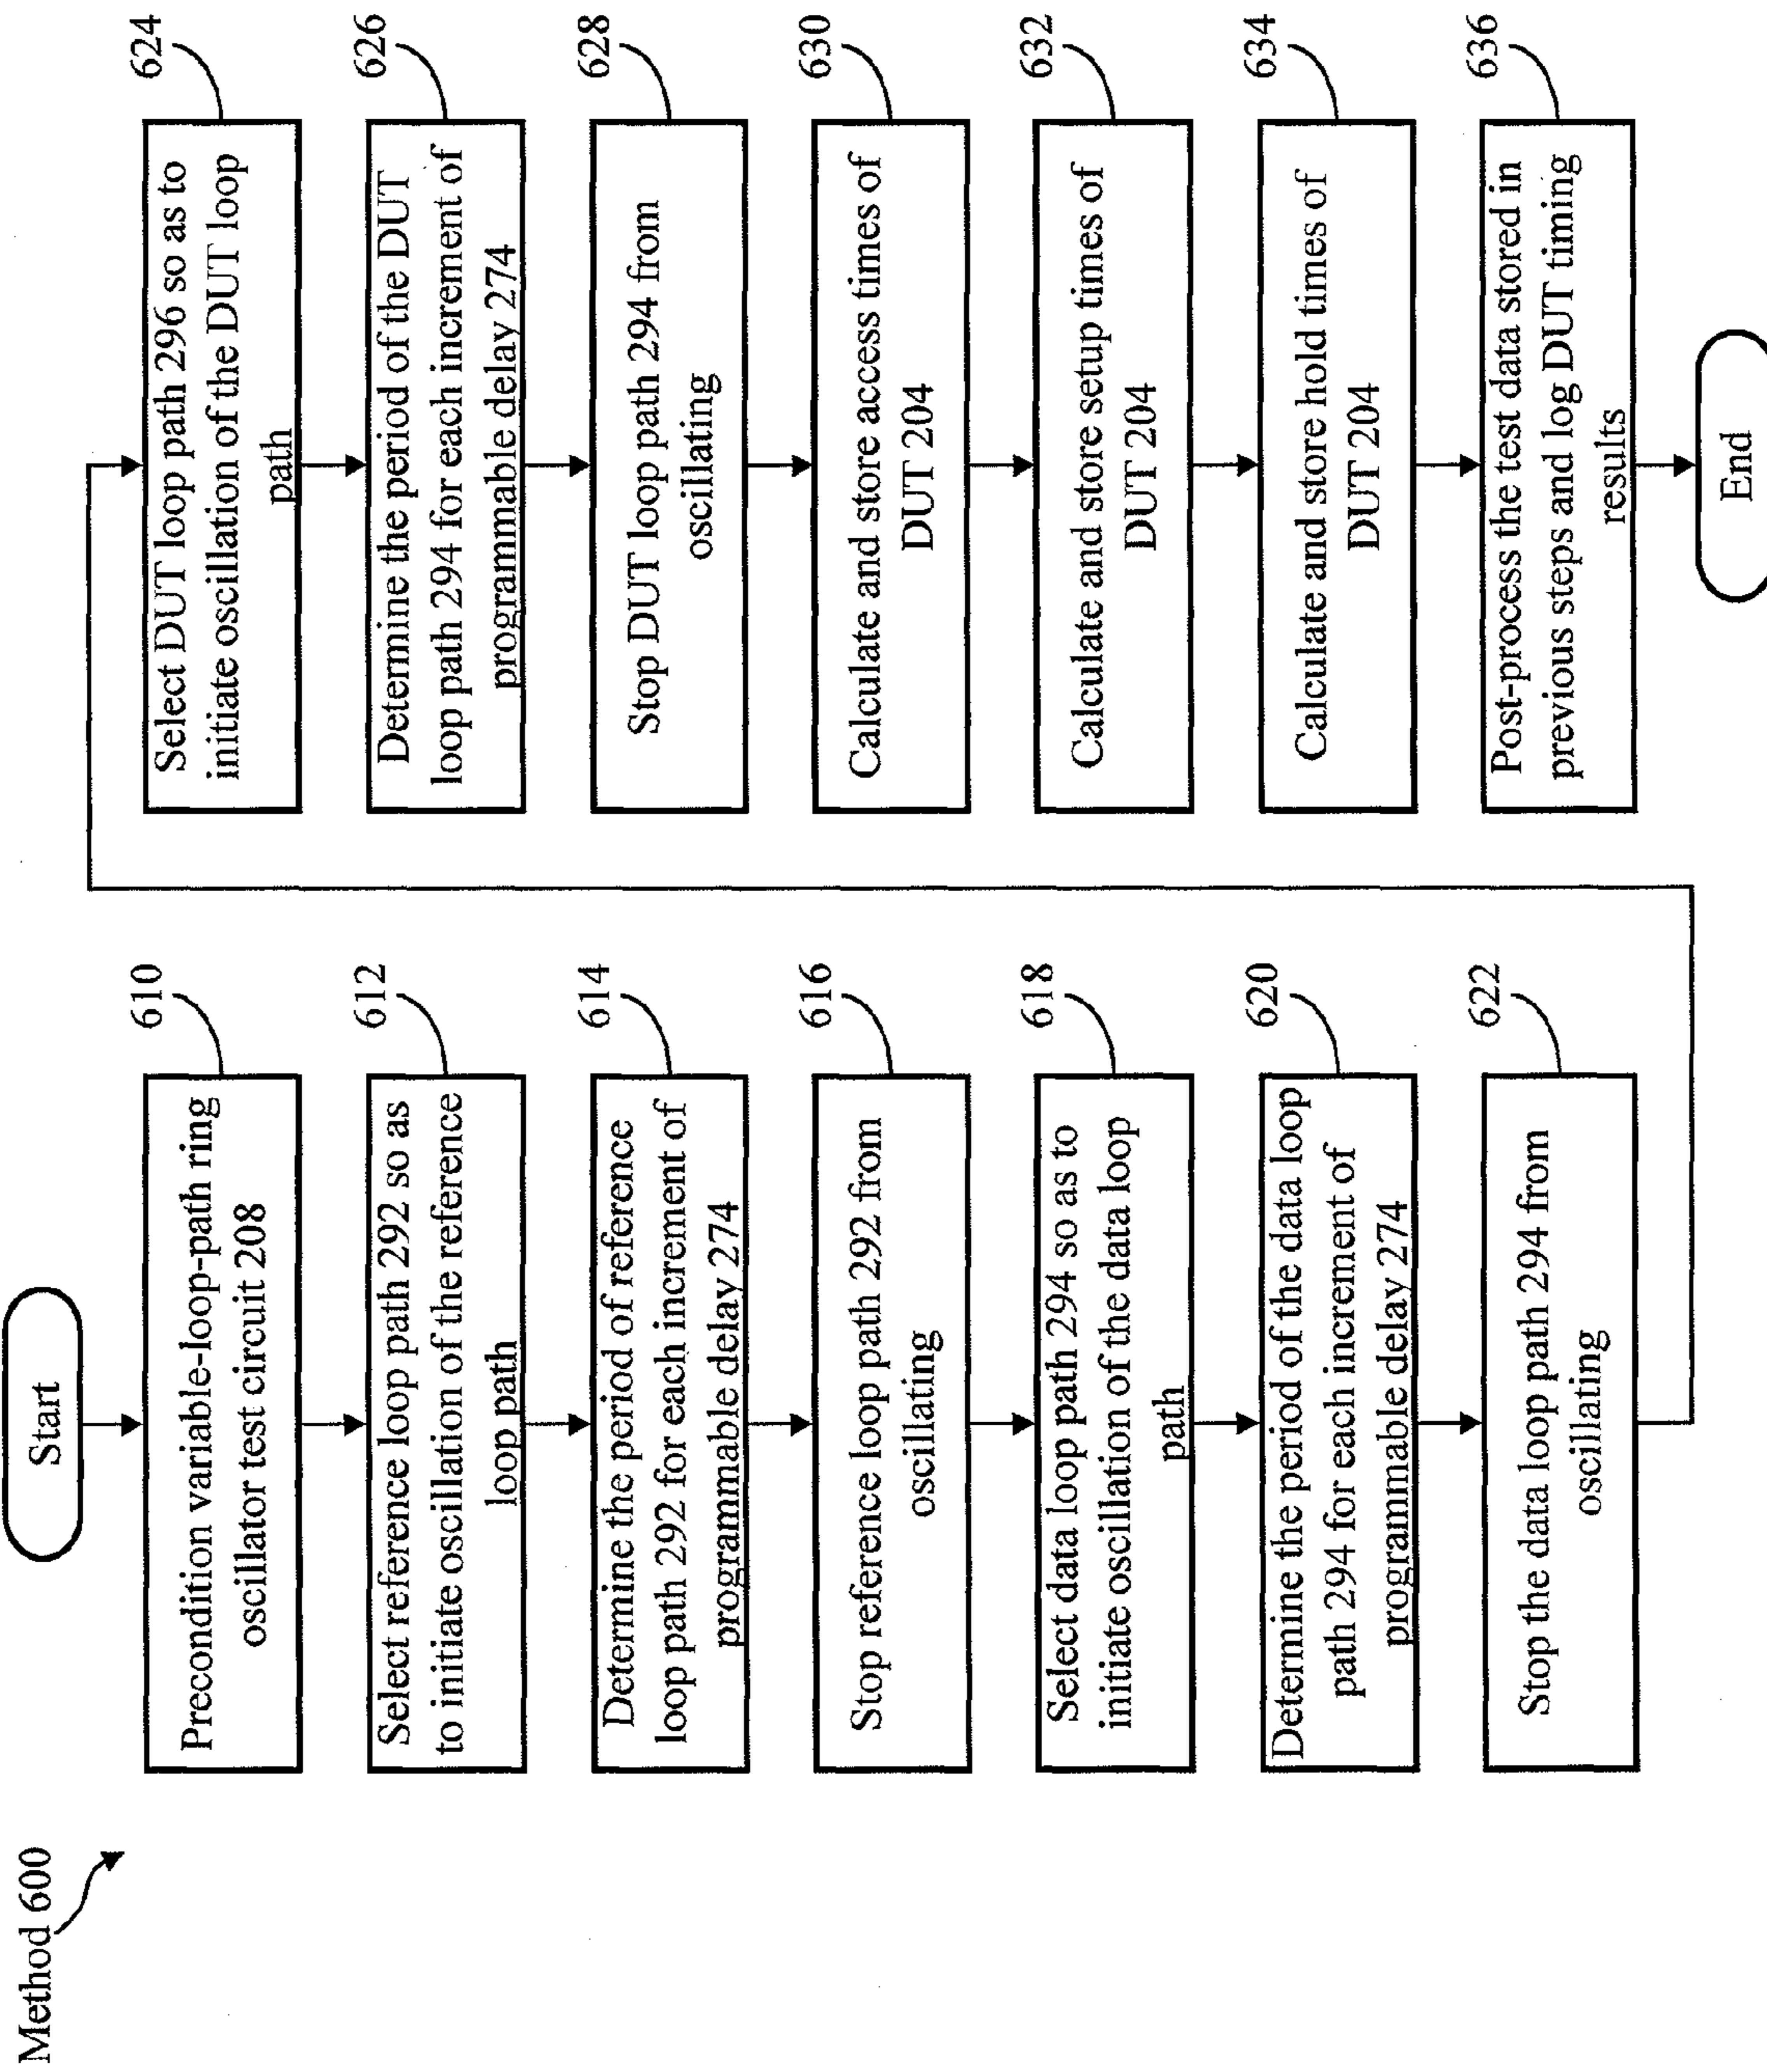 Method 600
Start
610
Precondition variable-loop-path ring
oscillator test circuit 208
612
Select reference loop path 292 so as
to initiate oscillation of the reference
loop path
614
Determine the period of reference
loop path 292 for each increment of
programmable delay 274
616
Stop reference loop path 292 from
oscillating
618
Select data loop path 294 so as to
initiate oscillation of the data loop
path
620
Determine the period of the data loop
path 294 for each increment of
programmable delay 274
622
Stop the data loop path 294 from
oscillating
624
Select DUT loop path 296 so as to
initiate oscillation of the DUT loop
path
626
Determine the period of the DUT
loop path 294 for each increment of
programmable delay 274
628
Stop DUT loop path 294 from
oscillating
630
Calculate and store access times of
DUT 204
632
Calculate and store setup times of
DUT 204
634
Calculate and store hold times of
DUT 204
636
Post-process the test data stored in
previous steps and log DUT timing
results
End